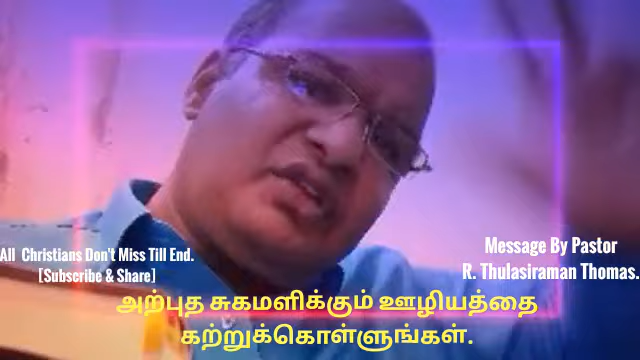 All Christians Don't Miss Till End.
[Subscribe & Share]
Message By Pastor
R. Thulasiraman Thomas.
அற்புத சுகமளிக்கும் ஊழியத்தை
கற்றுக்கொள்ளுங்கள்.